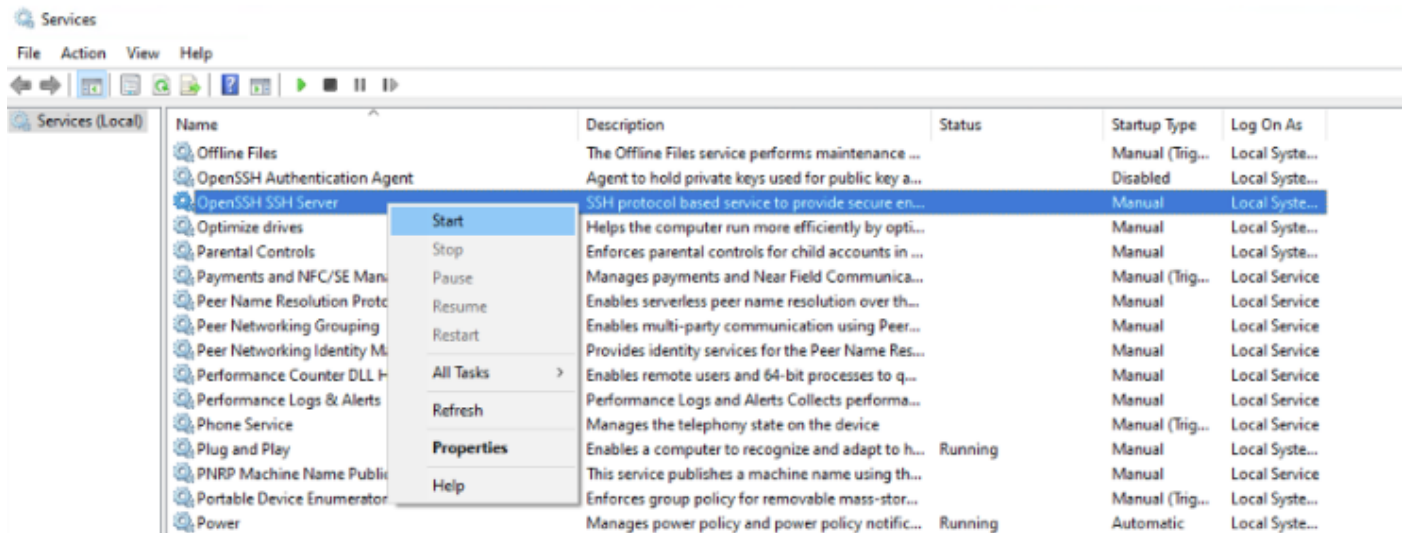 Services
File Action View Help
Services (Local)
Name Description Status Startup Type Log On As
Offline Files The Offline Files service performs maintenance ... Manual (Trig... Local Syste...
OpenSSH Authentication Agent Agent to hold private keys used for public key a... Disabled Local Syste...
OpenSSH SSH Server SSH protocol based service to provide secure en... Manual Local Syste...
Optimize drives Helps the computer run more efficiently by opti... Manual Local Syste...
Parental Controls Enforces parental controls for child accounts in ... Manual Local Syste...
Payments and NFC/SE Mana Manages payments and Near Field Communica... Manual (Trig... Local Service
Peer Name Resolution Proto Enables serverless peer name resolution over th... Manual Local Service
Peer Networking Grouping Enables multi-party communication using Peer... Manual Local Service
Peer Networking Identity Ma Provides identity services for the Peer Name Res... Manual Local Service
Performance Counter DLL H Enables remote users and 64-bit processes to q... Manual Local Service
Performance Logs & Alerts Performance Logs and Alerts Collects performa... Manual Local Service
Phone Service Manages the telephony state on the device Manual (Trig... Local Service
Plug and Play Enables a computer to recognize and adapt to h... Running Manual Local Syste...
PNRP Machine Name Public This service publishes a machine name using th... Manual Local Service
Portable Device Enumerator Enforces group policy for removable mass-stor... Manual (Trig... Local Syste...
Power Manages power policy and power policy notific... Running Automatic Local Syste...
Start
Stop
Pause
Resume
Restart
All Tasks
Refresh
Properties
Help